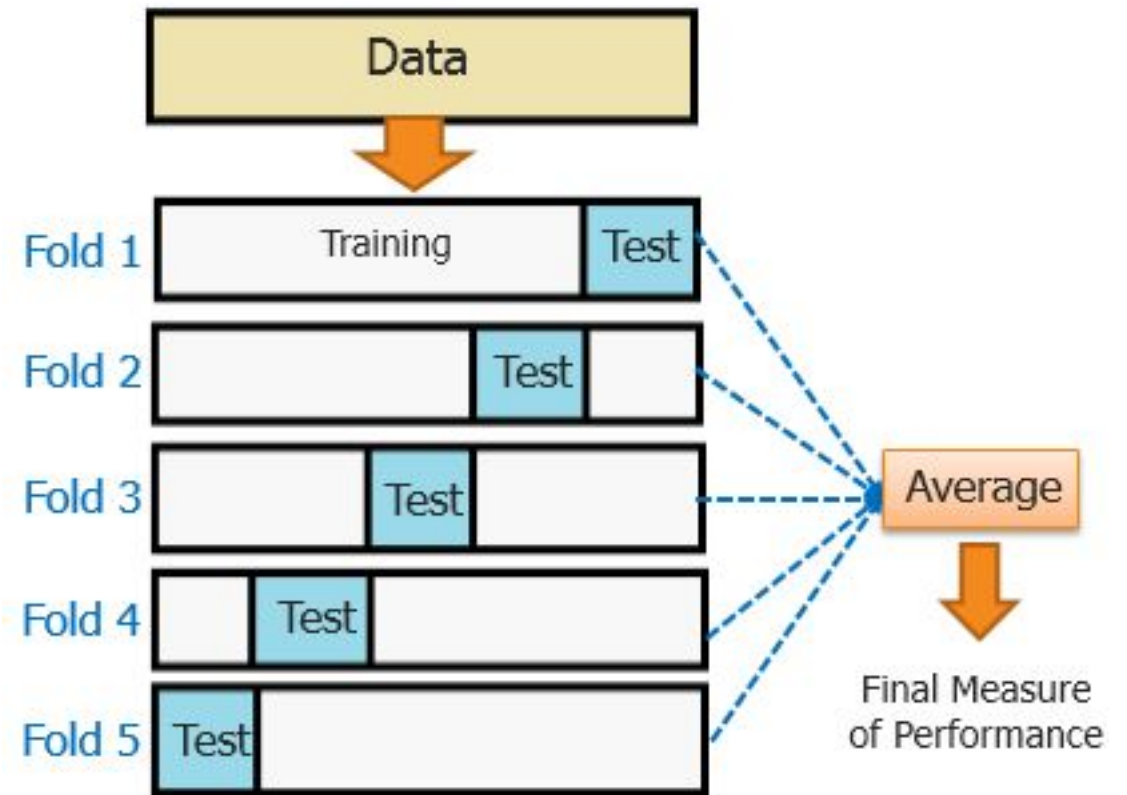 Data
Fold 1 Training Test
Fold 2 Test
Fold 3 Test
Average
Fold 4 Test
Final Measure
of Performance
Fold 5 Test